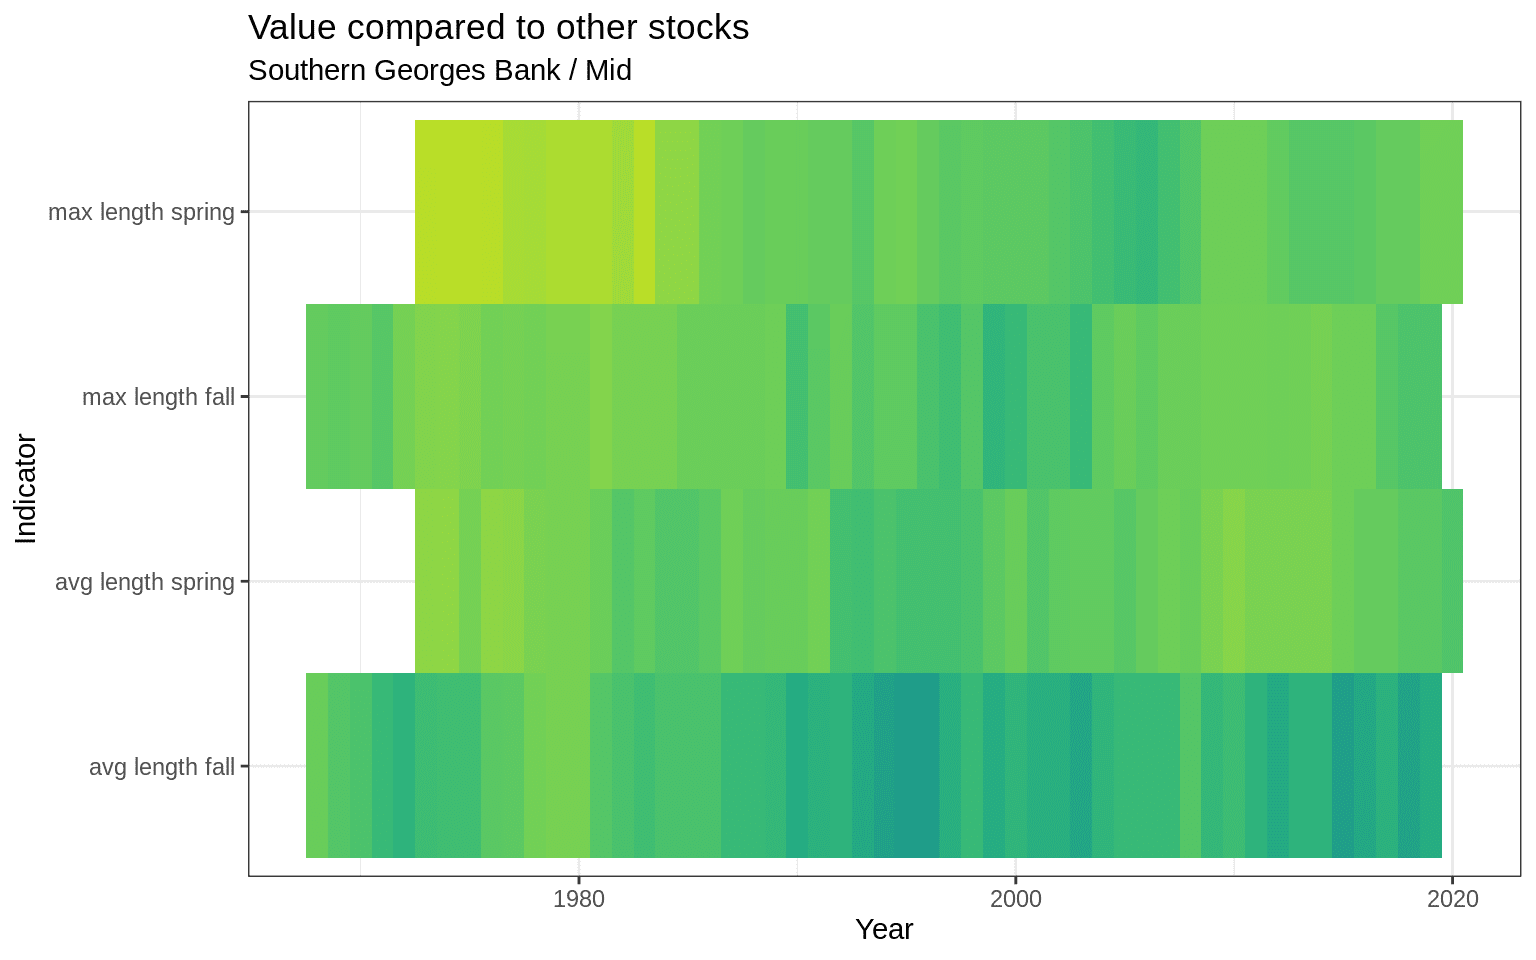 Value compared to other stocks
Southern Georges Bank / Mid
Indicator
max length spring
max length fall
avg length spring
avg length fall
1980 2000 2020
Year